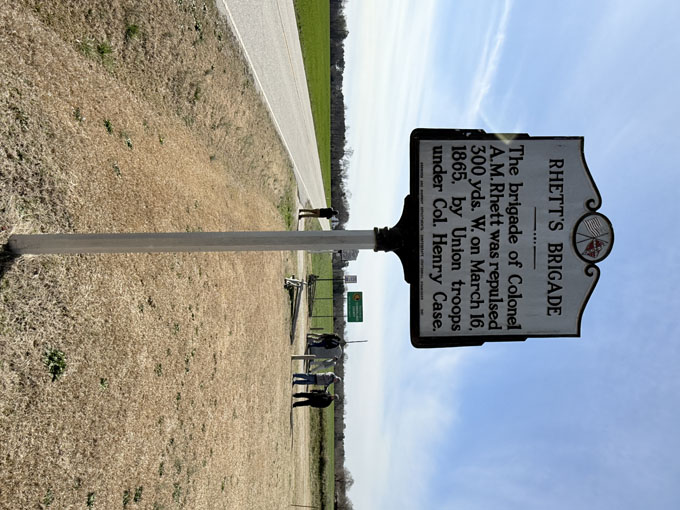 RHETT'S BRIGADE
The brigade of Colonel
A.M. Rhett was repulsed
300 yds. W. on March 16,
1865, by Union troops
under Col. Henry Case.